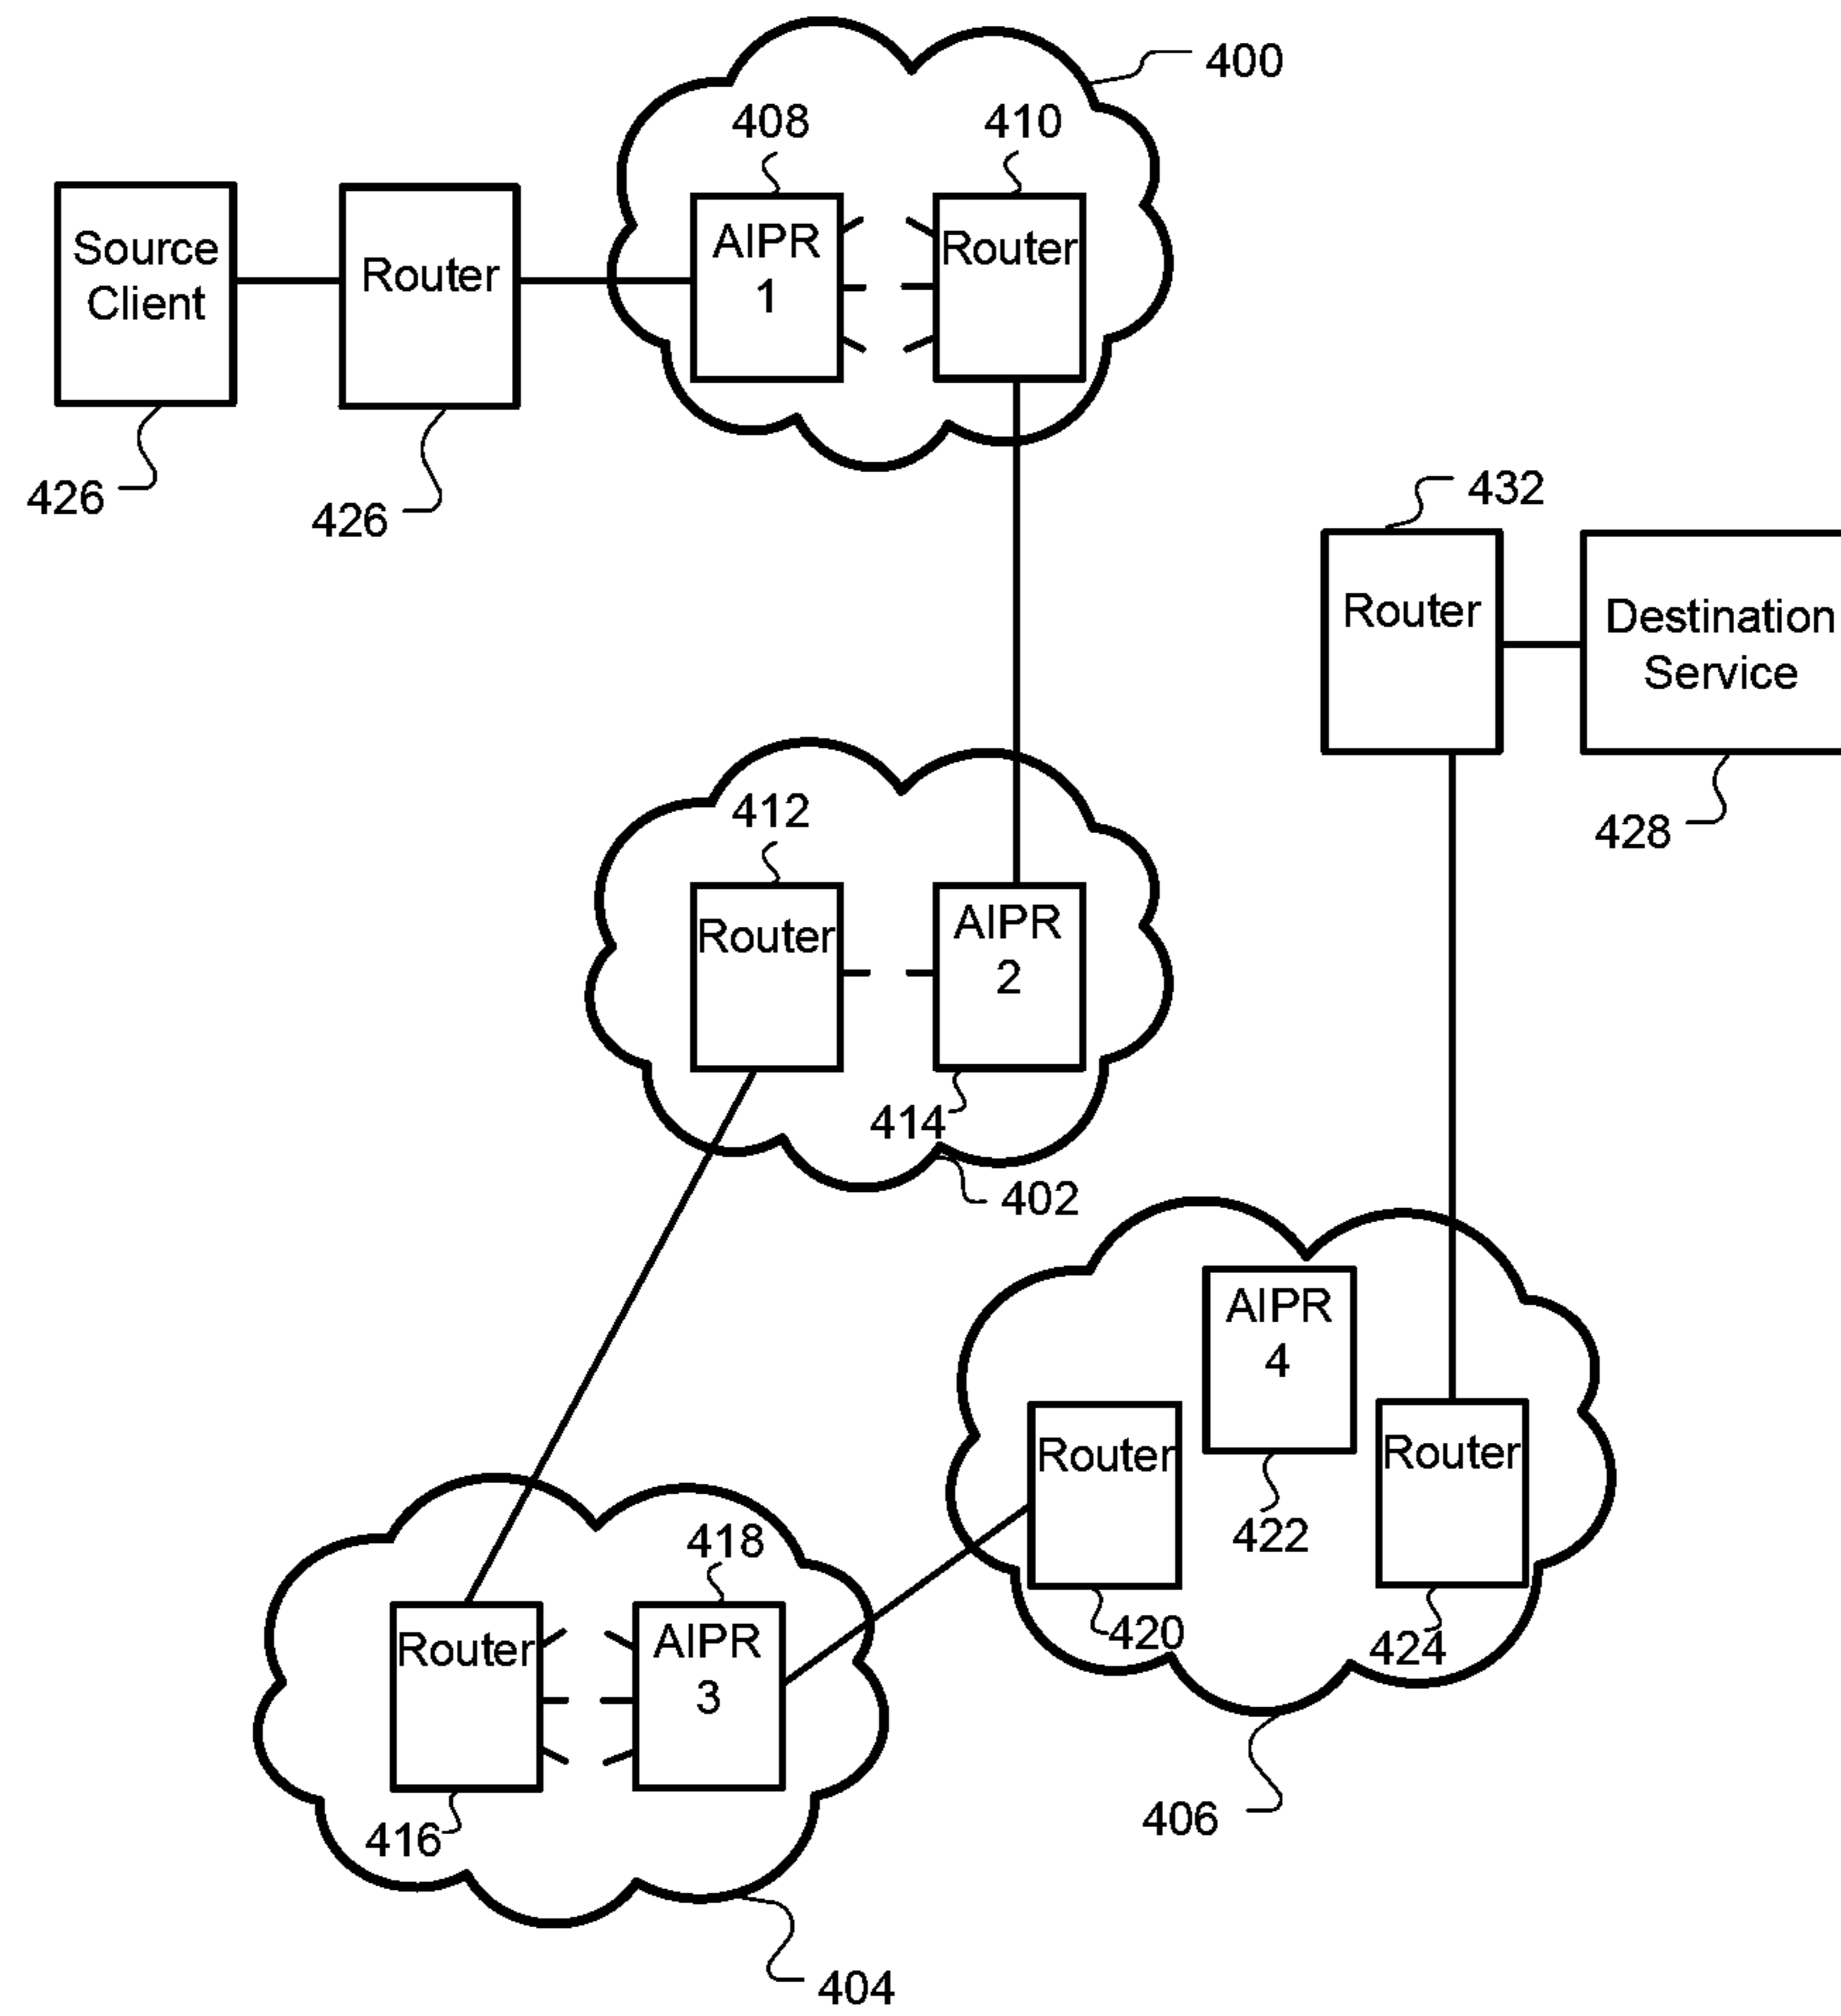 400
408
410
Source
Client
Router
AIPR
1
Router
426
426
432
Router
Destination
Service
428
412
Router
AIPR
2
414
402
AIPR
4
Router
Router
422
420
424
418
Router
AIPR
3
416
406
404